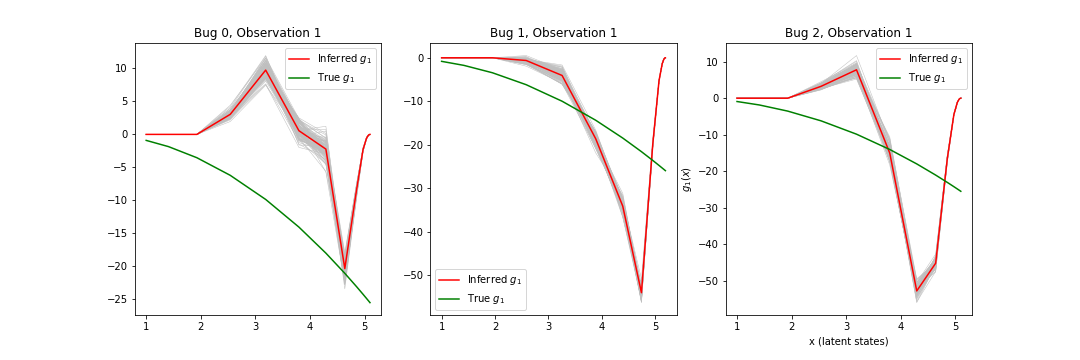 Bug 0, Observation 1
Inferred g₁
True g₁
10
5
0
−5
−10
−15
−20
−25
1 2 3 4 5
Bug 1, Observation 1
0
−10
−20
−30
−40
−50
Inferred g₁
True g₁
1 2 3 4 5
Bug 2, Observation 1
Inferred g₁
True g₁
g₁(x)
10
0
−10
−20
−30
−40
−50
1 2 3 4 5
x (latent states)